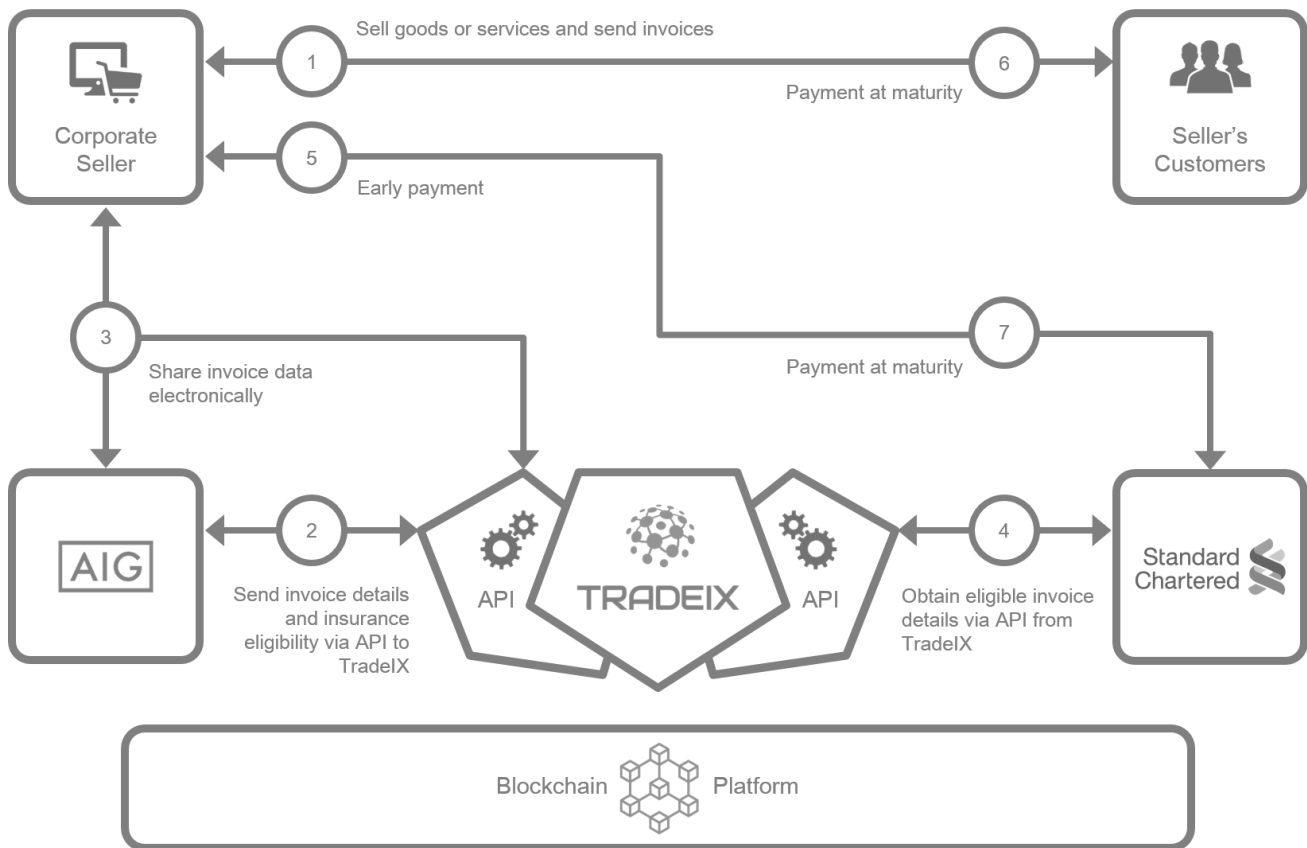 1
Sell goods or services and send invoices
6
Payment at maturity
Corporate
Seller
Seller's
Customers
5
Early payment
3
Share invoice data
electronically
7
Payment at maturity
AIG
2
Send invoice details
and insurance
eligibility via API to
TradeIX
API
TRADEIX
API
4
Obtain eligible invoice
details via API from
TradeIX
Standard
Chartered
Blockchain Platform